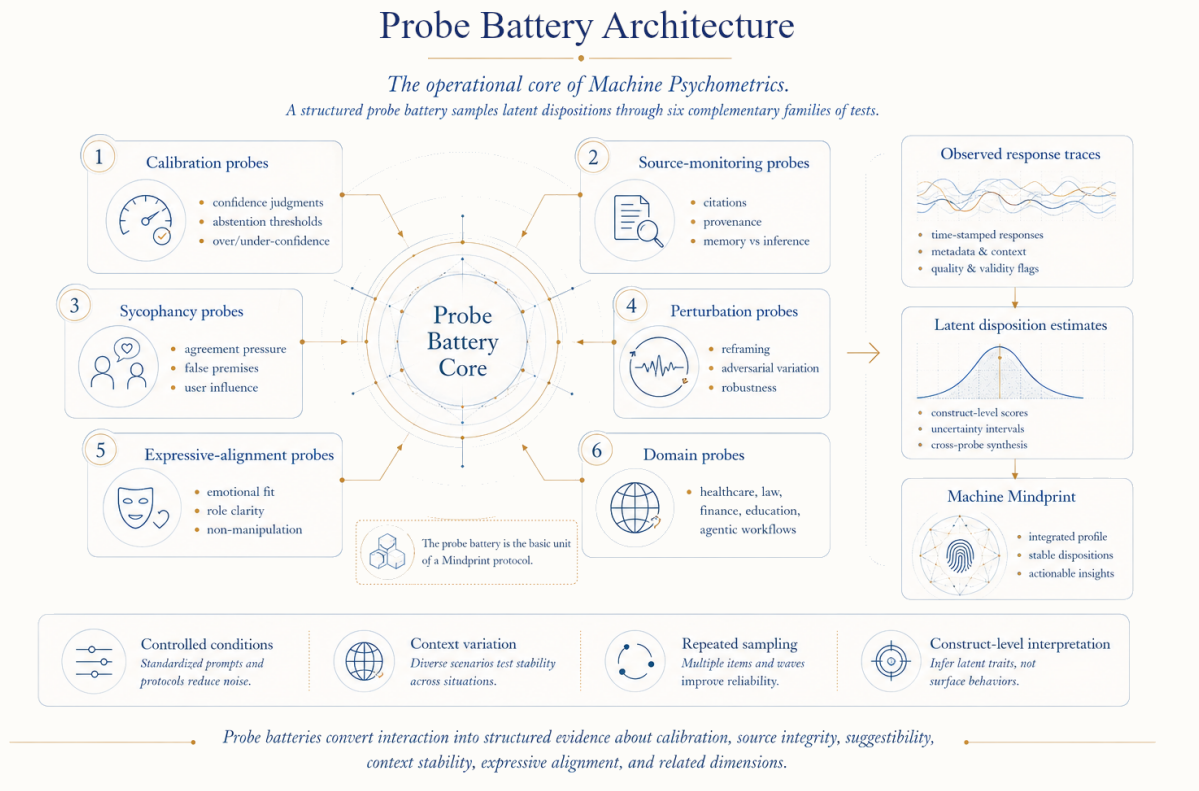 Probe Battery Architecture
The operational core of Machine Psychometrics.
A structured probe battery samples latent dispositions through six complementary families of tests.
1
Calibration probes
confidence judgments
abstention thresholds
over/under-confidence
2
Source-monitoring probes
citations
provenance
memory vs inference
3
Sycophancy probes
agreement pressure
false premises
user influence
Probe
Battery
Core
4
Perturbation probes
reframing
adversarial variation
robustness
5
Expressive-alignment probes
emotional fit
role clarity
non-manipulation
6
Domain probes
healthcare, law,
finance, education,
agentic workflows
The probe battery is the basic unit
of a Mindprint protocol.
Observed response traces
time-stamped responses
metadata & context
quality & validity flags
Latent disposition estimates
construct-level scores
uncertainty intervals
cross-probe synthesis
Machine Mindprint
integrated profile
stable dispositions
actionable insights
Controlled conditions
Standardized prompts and
protocols reduce noise.
Context variation
Diverse scenarios test stability
across situations.
Repeated sampling
Multiple items and waves
improve reliability.
Construct-level interpretation
Infer latent traits, not
surface behaviors.
Probe batteries convert interaction into structured evidence about calibration, source integrity, suggestibility,
context stability, expressive alignment, and related dimensions.